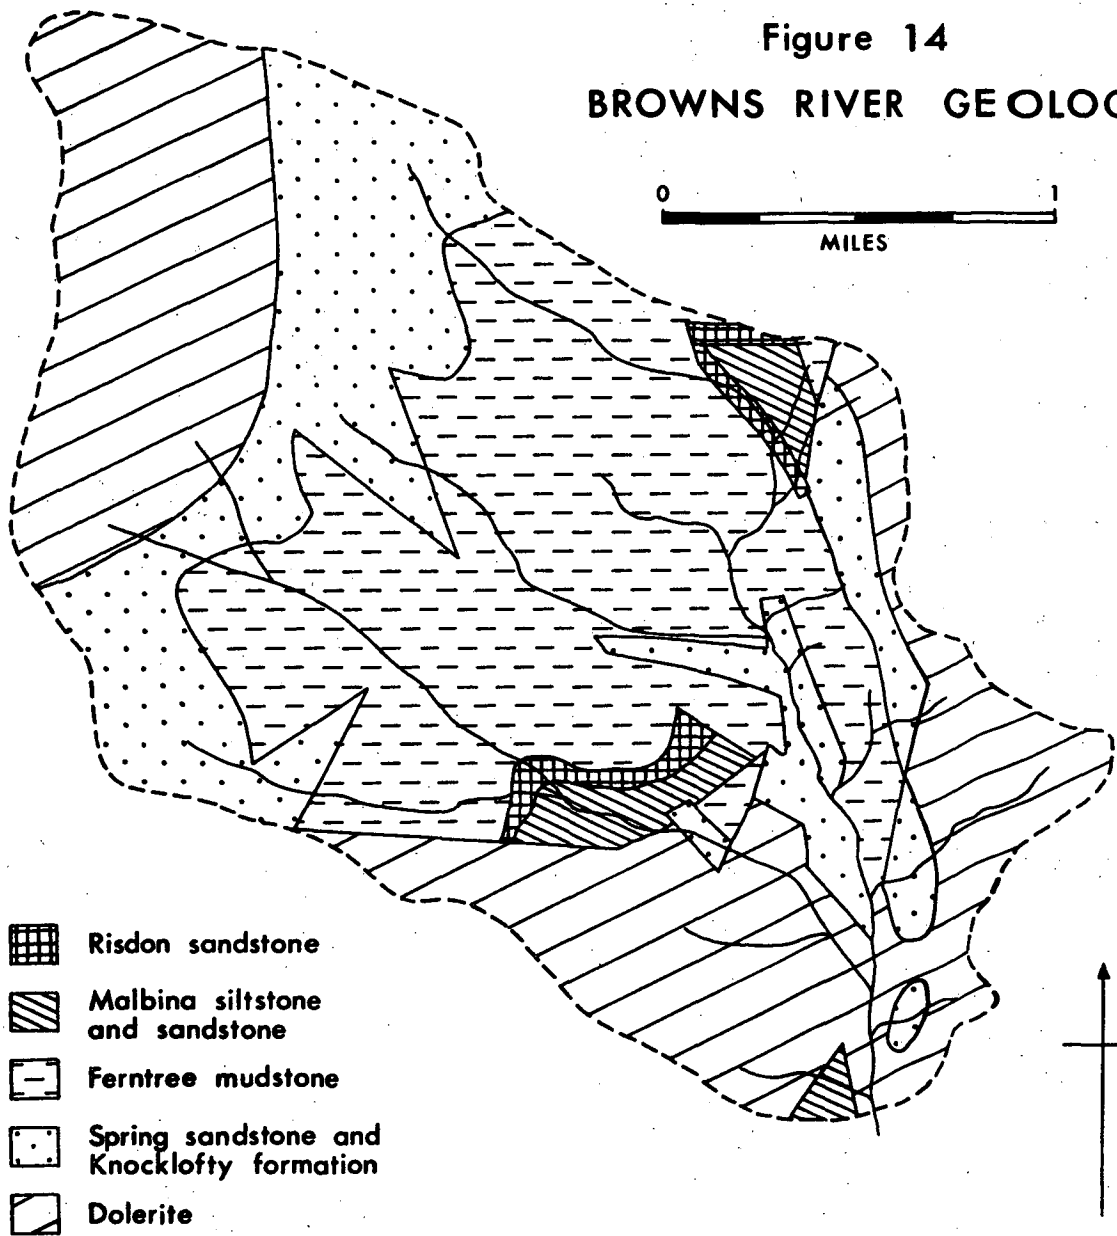 Figure 14
BROWNS RIVER GEOLOG
0 1
MILES
Risdon sandstone
Malbina siltstone
and sandstone
Ferntree mudstone
Spring sandstone and
Knocklofty formation
Dolerite